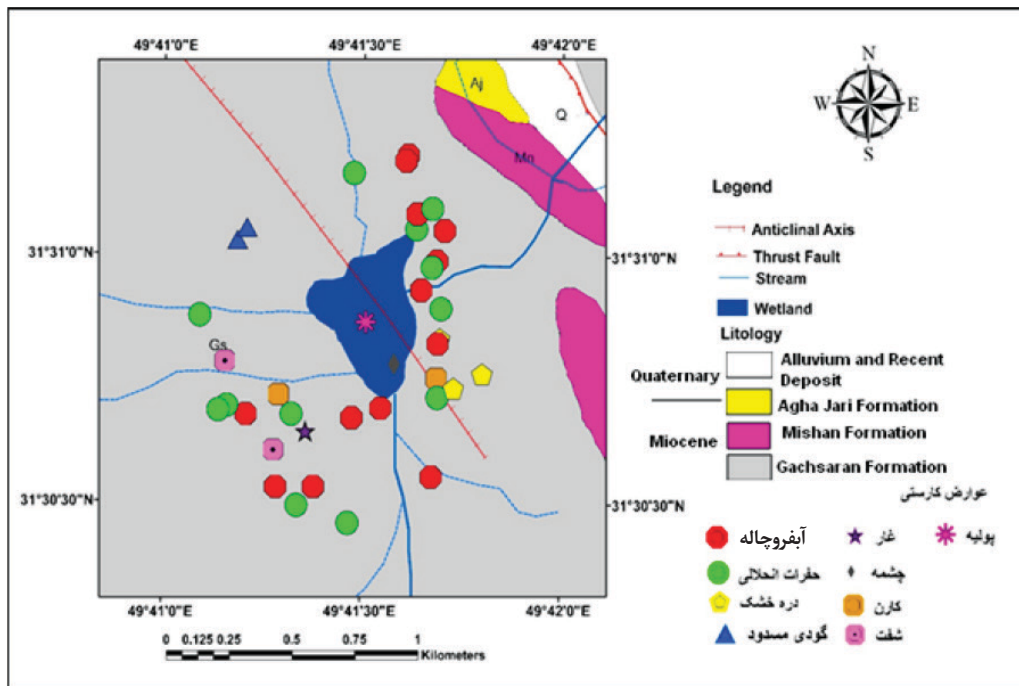 49°41'0"E 49°41'30"E 49°42'0"E
31°31'0"N
31°30'30"N
31°31'0"N
31°30'30"N
Aj
Q
Mn
Gs
49°41'0"E 49°41'30"E 49°42'0"E
0 0.125 0.25 0.5 0.75 1
Kilometers
N
W E
S
Legend
Anticlinal Axis
Thrust Fault
Stream
Wetland
Litology
Quaternary
Miocene
Alluvium and Recent
Deposit
Agha Jari Formation
Mishan Formation
Gachsaran Formation
عوارض کارستی
آبفروچاله غار پولیه
حفرات انحلالی چشمه
دره خشک کارن
گودی مسدود شفت